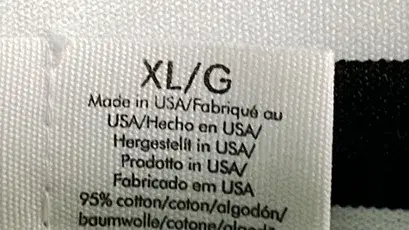 XL/G
Made in USA/Fabriqué au
USA/Hecho en USA/
Hergestellt in USA/
Prodotto in USA/
Fabricado em USA
95% cotton/coton/algodón/
baumwolle/cotone/algodão/